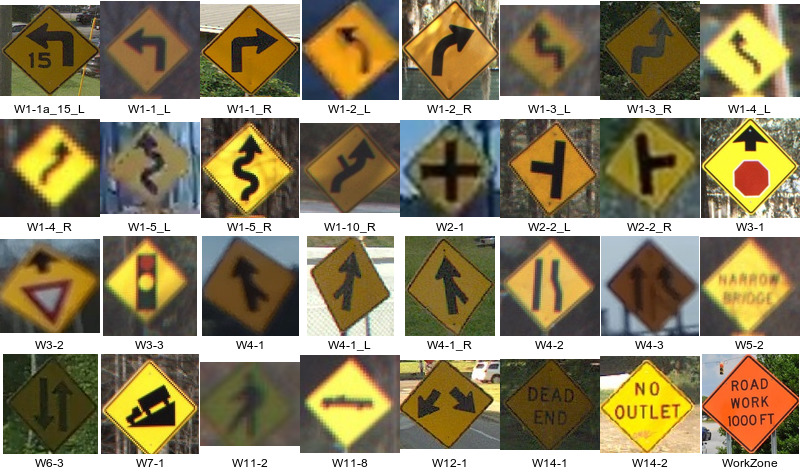 15
W1-1a_15_L W1-1_L W1-1_R W1-2_L W1-2_R W1-3_L W1-3_R W1-4_L
W1-4_R W1-5_L W1-5_R W1-10_R W2-1 W2-2_L W2-2_R W3-1
NARROW
BRIDGE
W3-2 W3-3 W4-1 W4-1_L W4-1_R W4-2 W4-3 W5-2
DEAD
END
NO
OUTLET
ROAD
WORK
1000 FT
W6-3 W7-1 W11-2 W11-8 W12-1 W14-1 W14-2 WorkZone